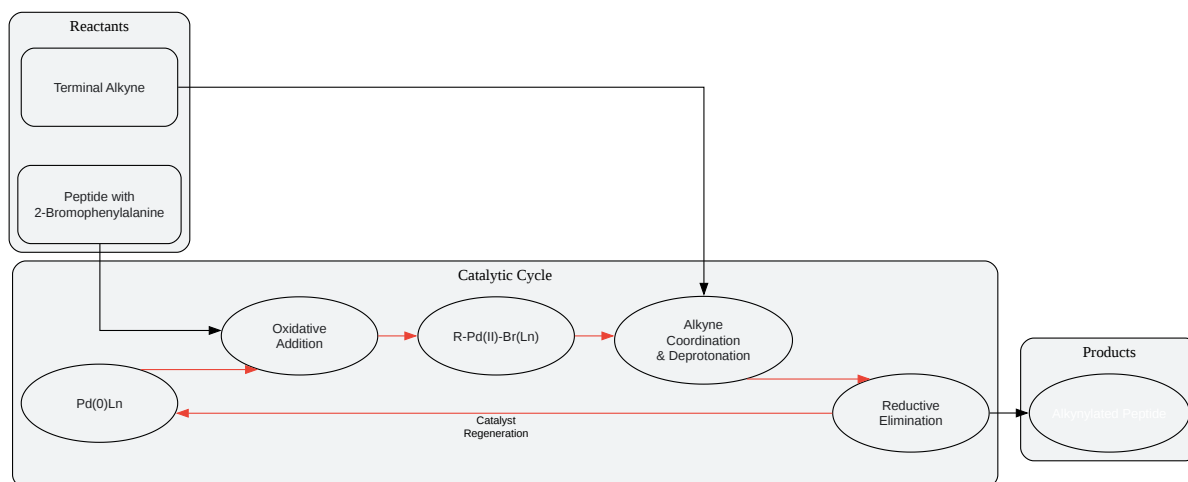 Reactants
Terminal Alkyne
Peptide with
2-Bromophenylalanine
Catalytic Cycle
Oxidative
Addition
R-Pd(II)-Br(Ln)
Alkyne
Coordination
& Deprotonation
Pd(0)Ln
Catalyst
Regeneration
Reductive
Elimination
Products
Alkynylated Peptide